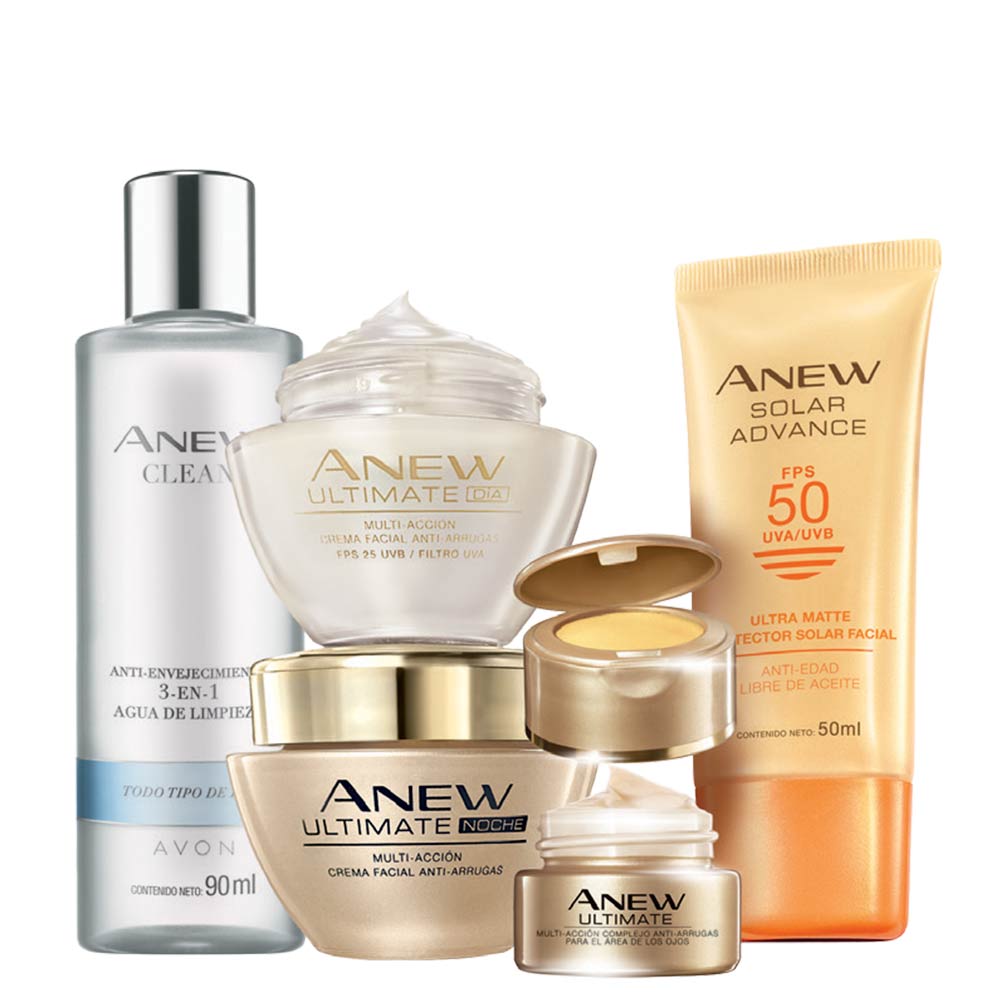 ANEW
CLEAN
ANTI-ENVEJECIMIEN
3-EN-1
AGUA DE LIMPIEZ
TODO TIPO DE
AVON
CONTENIDO NETO: 90ml
ANEW
ULTIMATE DÍA
MULTI-ACCIÓN
CREMA FACIAL ANTI-ARRUGAS
FPS 25 UVB / FILTRO UVA
ANEW
ULTIMATE NOCHE
MULTI-ACCIÓN
CREMA FACIAL ANTI-ARRUGAS
ANEW
ULTIMATE
MULTI-ACCIÓN COMPLEJO ANTI-ARRUGAS
PARA EL ÁREA DE LOS OJOS
ANEW
SOLAR
ADVANCE
FPS
50
UVA/UVB
ULTRA MATTE
TECTOR SOLAR FACIAL
ANTI-EDAD
LIBRE DE ACEITE
CONTENIDO NETO: 50ml